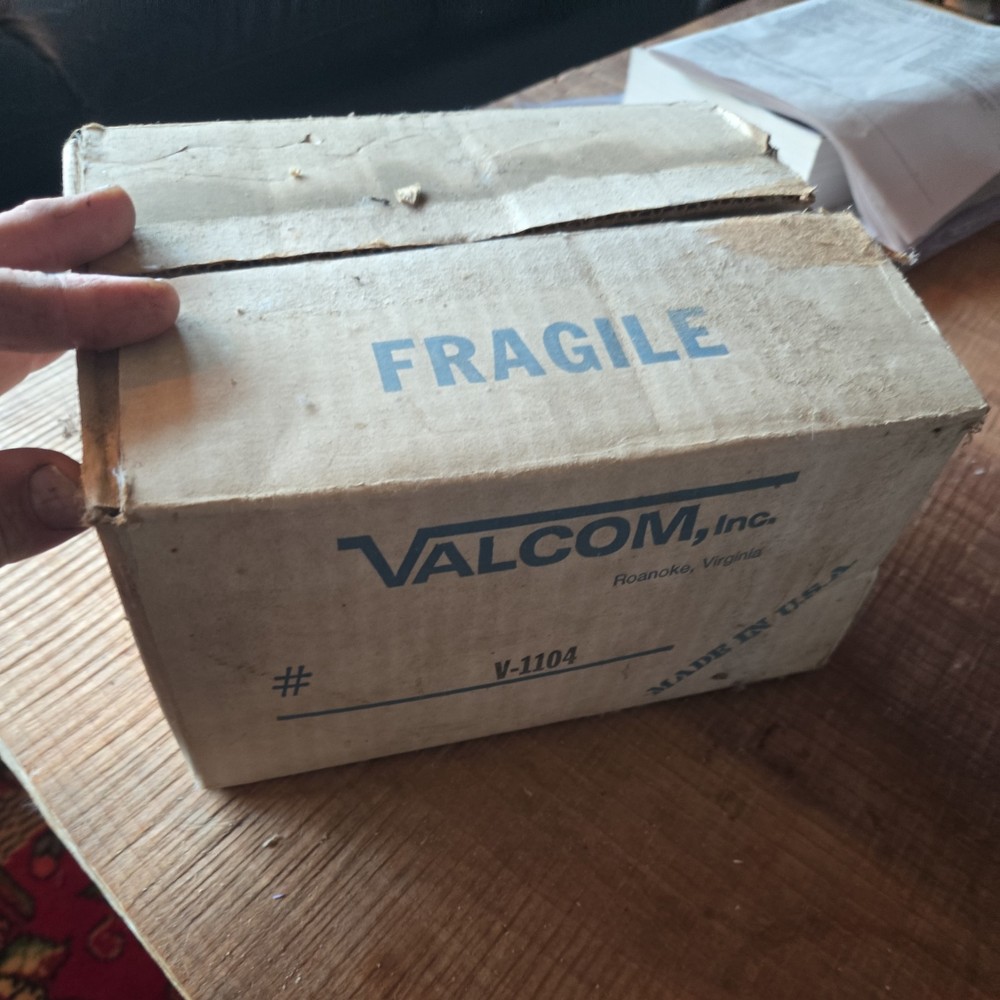 FRAGILE
VALCOM, Inc.
Roanoke, Virginia
# V-1104
MADE IN U.S.A